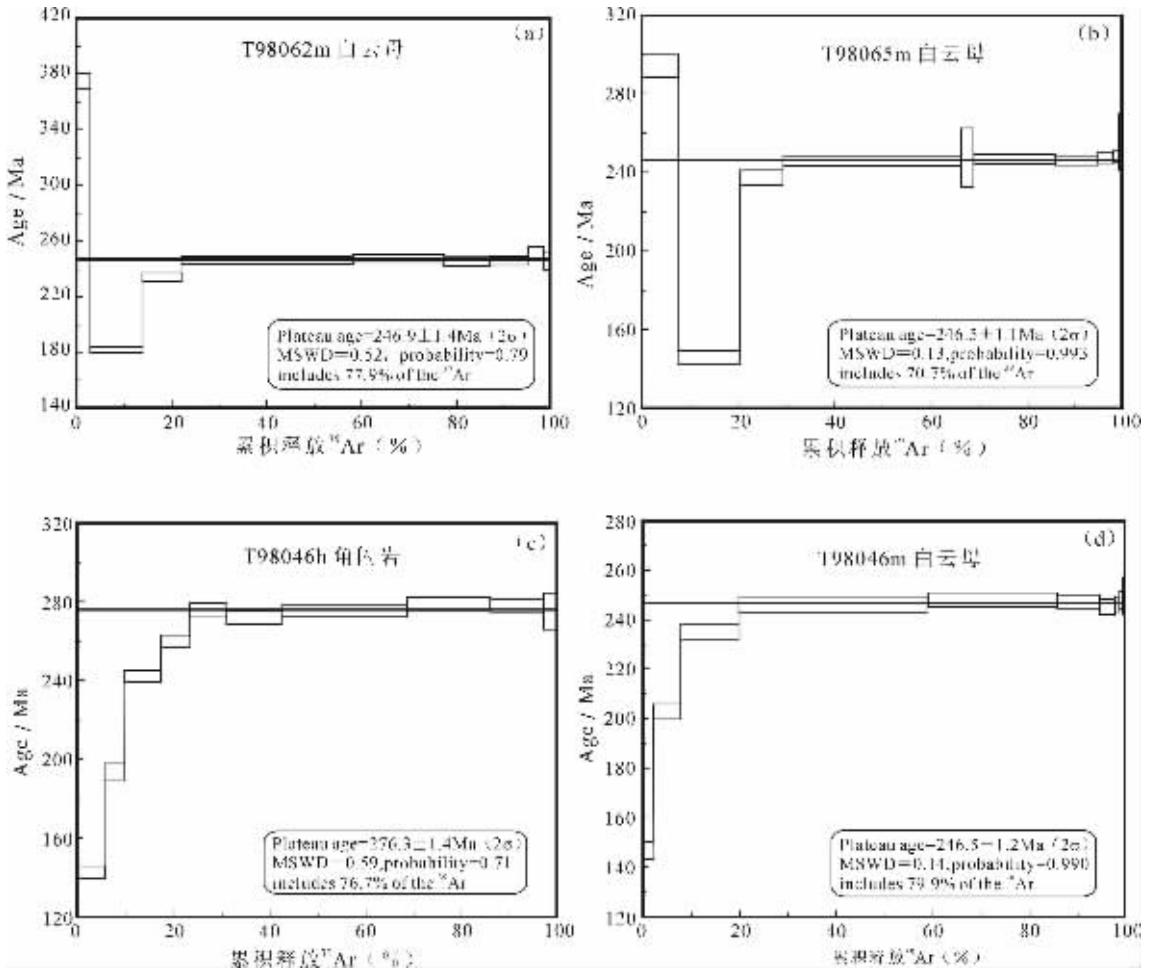 420
380
340
300
260
220
180
140
Age / Ma
(a)
T98062m 白云母
Plateau age=246.9±1.4Ma (2σ)
MSWD=0.52, probability=0.79
includes 77.9% of the ³⁹Ar
0 20 40 60 80 100
累积释放³⁹Ar (%)
320
280
240
200
160
120
Age / Ma
(b)
T98065m 白云母
Plateau age=246.5±1.1Ma (2σ)
MSWD=0.13,probability=0.993
includes 70.7% of the ³⁹Ar
0 20 40 60 80 100
累积释放³⁹Ar (%)
320
280
240
200
160
120
Age / Ma
(c)
T98046h 角闪岩
Plateau age=276.3±1.4Ma (2σ)
MSWD=0.59,probability=0.71
includes 76.7% of the ³⁹Ar
0 20 40 60 80 100
累积释放³⁹Ar (%)
280
260
240
220
200
180
160
140
120
Age / Ma
(d)
T98046m 白云母
Plateau age=246.5±1.2Ma (2σ)
MSWD=0.14,probability=0.990
includes 79.9% of the ³⁹Ar
0 20 40 60 80 100
累积释放³⁹Ar (%)